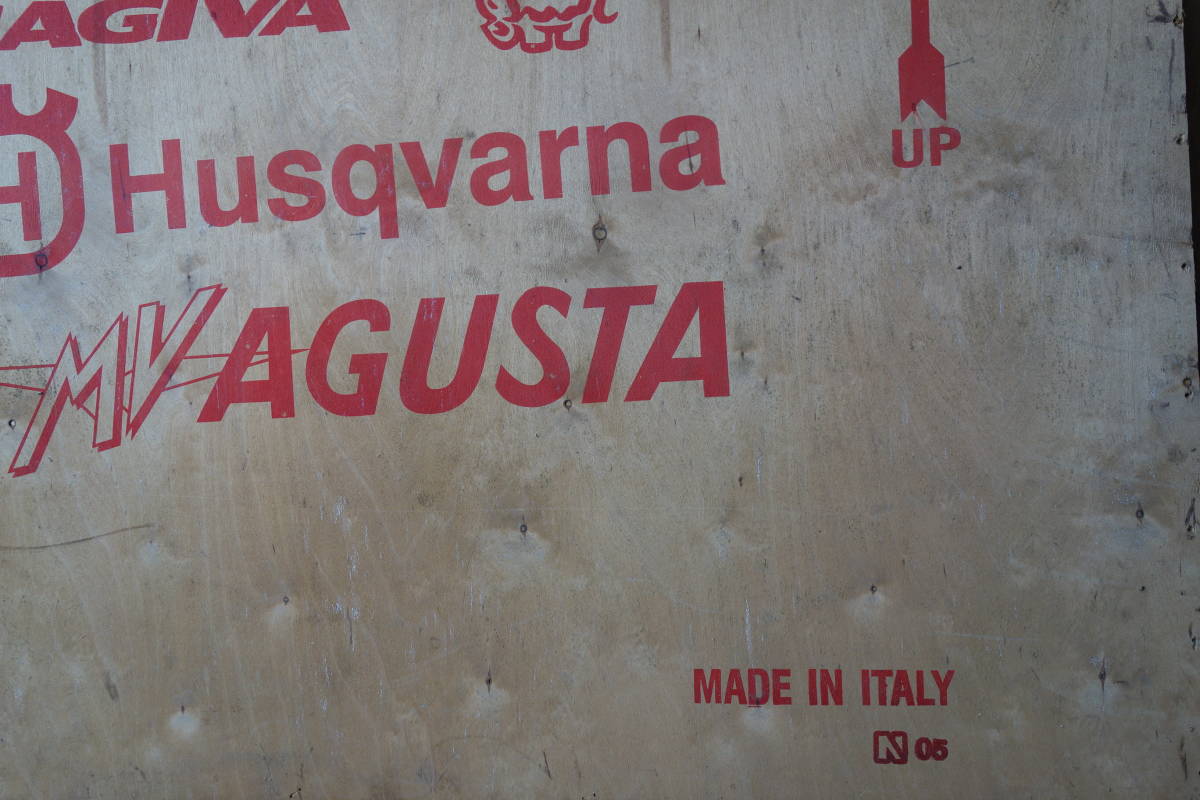 UP
H Husqvarna
MV AGUSTA
MADE IN ITALY
N 05